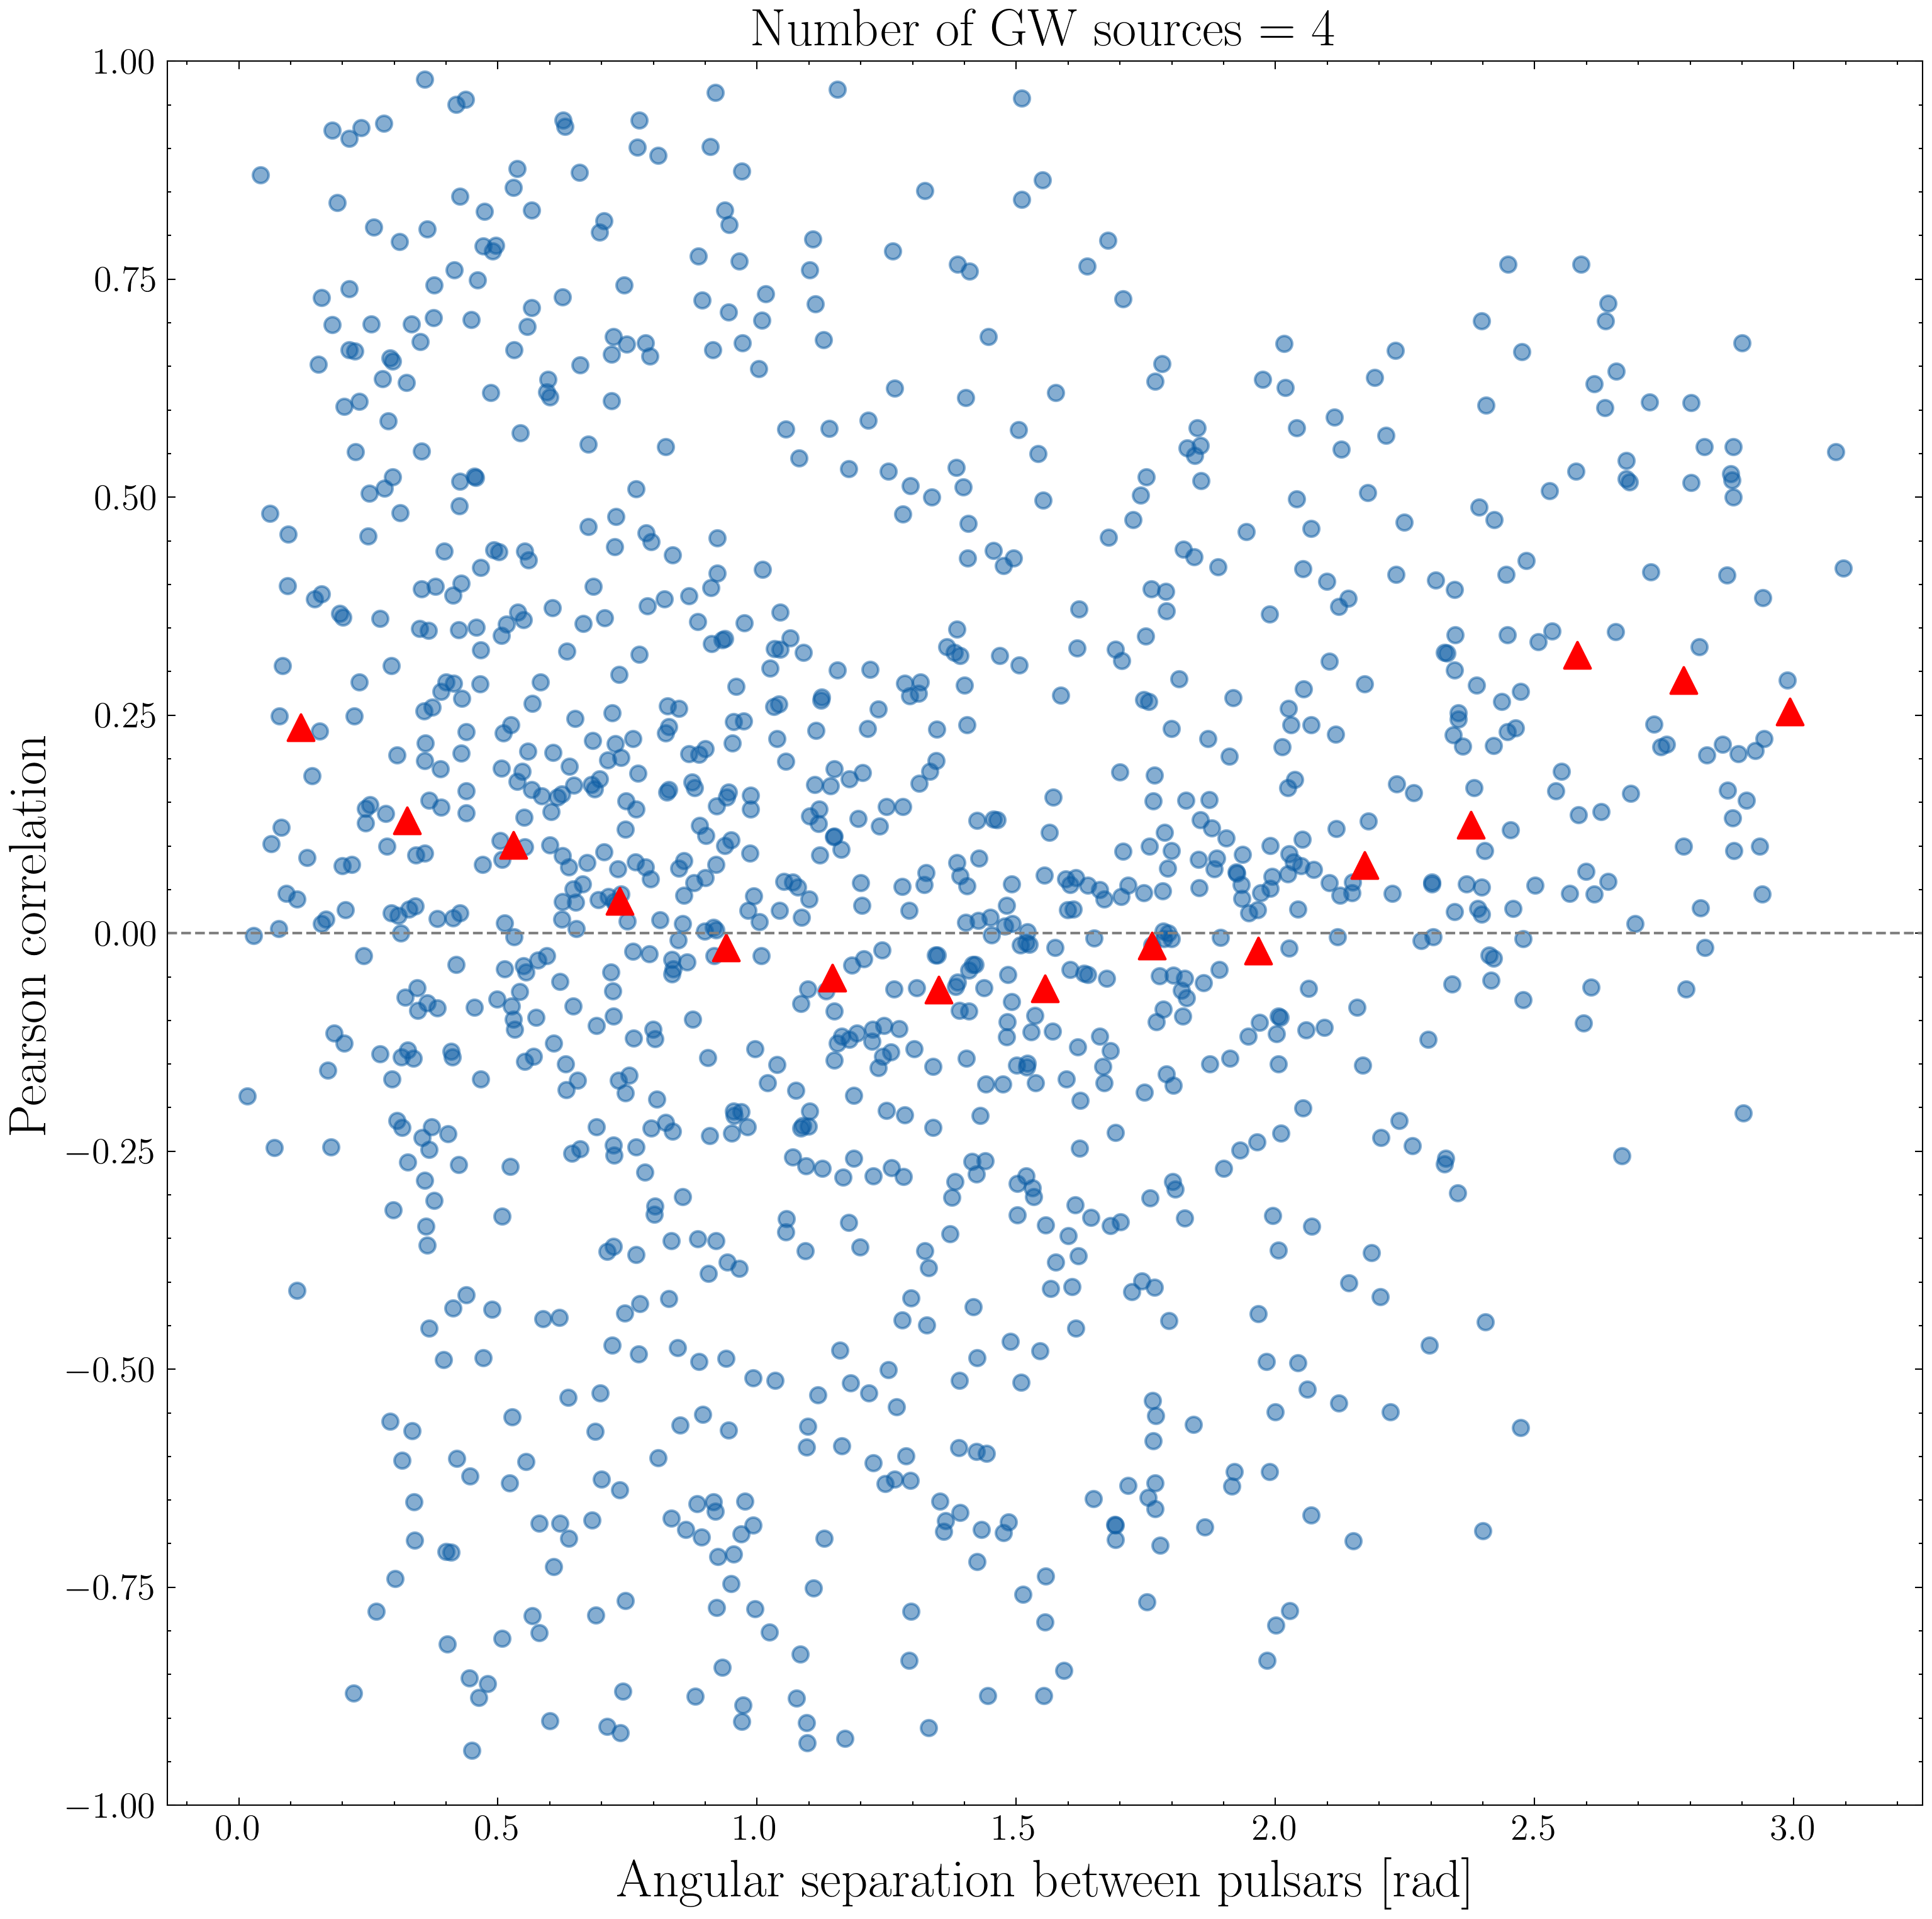 Number of GW sources = 4
1.00
0.75
0.50
0.25
0.00
−0.25
−0.50
−0.75
−1.00
Pearson correlation
0.0 0.5 1.0 1.5 2.0 2.5 3.0
Angular separation between pulsars [rad]